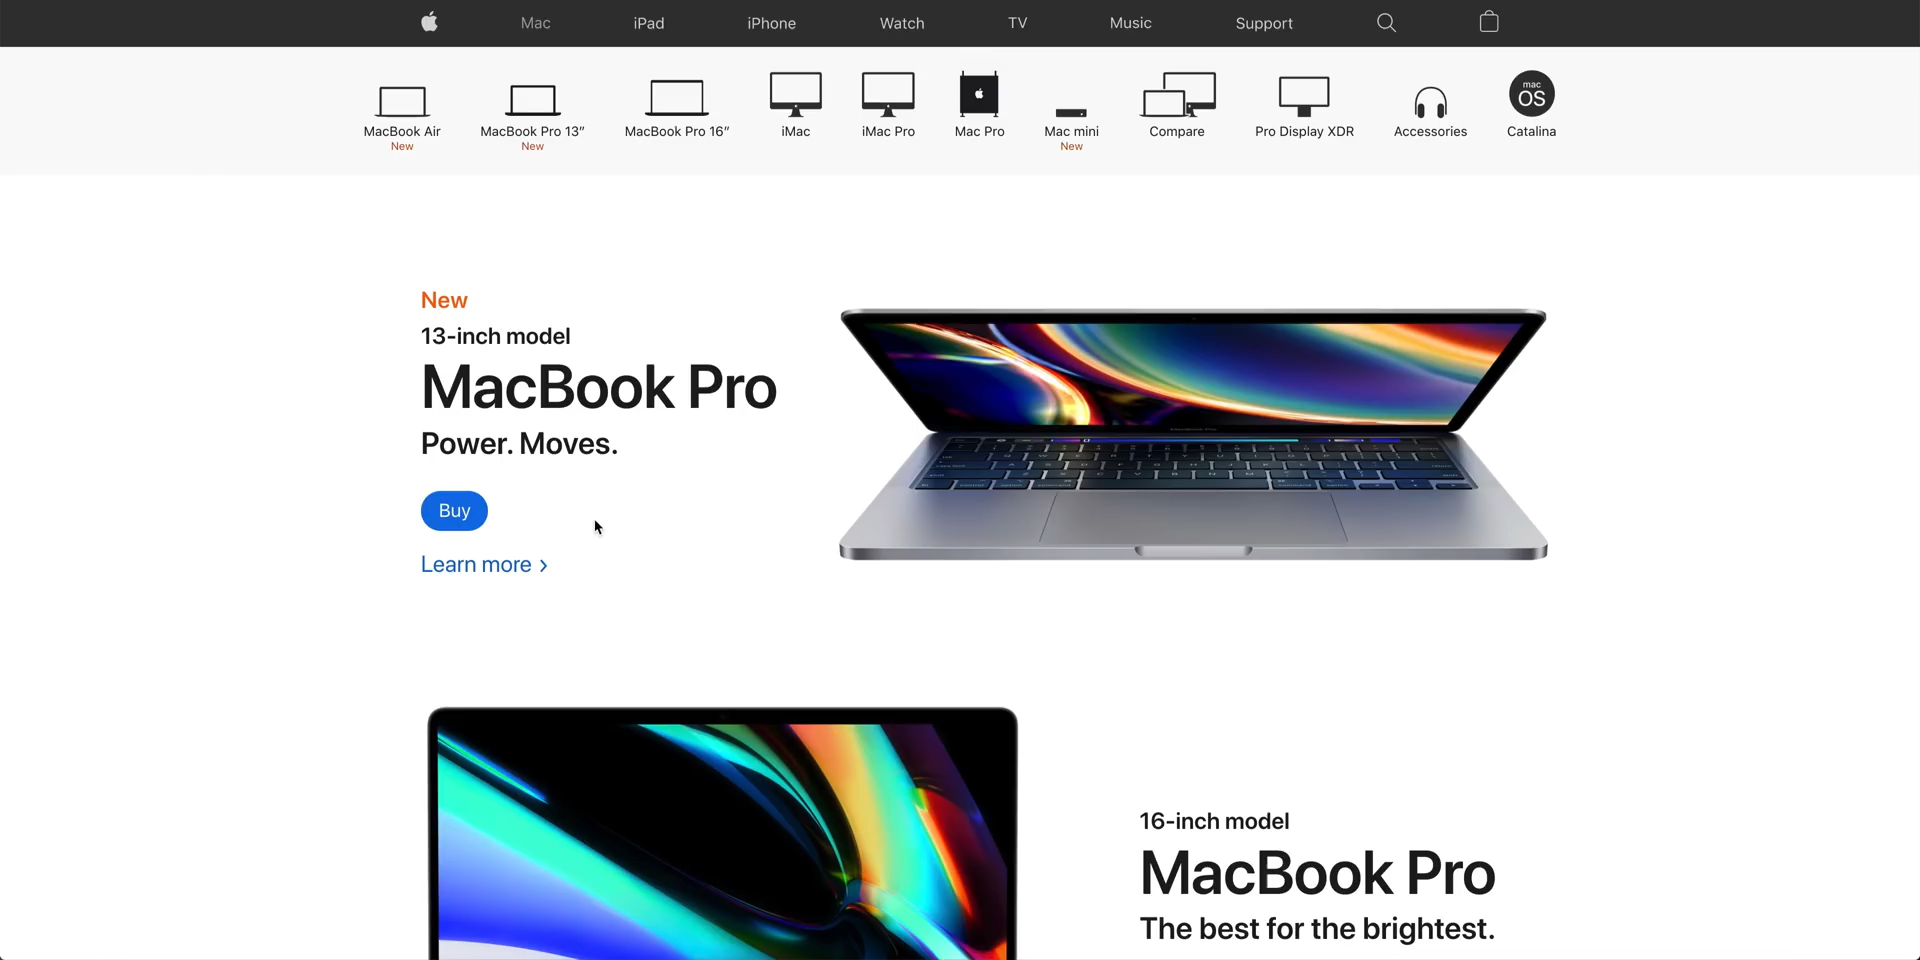 Mac
iPad
iPhone
Watch
TV
Music
Support
MacBook Air
New
MacBook Pro 13″
New
MacBook Pro 16″
iMac
iMac Pro
Mac Pro
Mac mini
New
Compare
Pro Display XDR
Accessories
mac
OS
Catalina
New
13-inch model
MacBook Pro
Power. Moves.
Buy
Learn more ›
16-inch model
MacBook Pro
The best for the brightest.